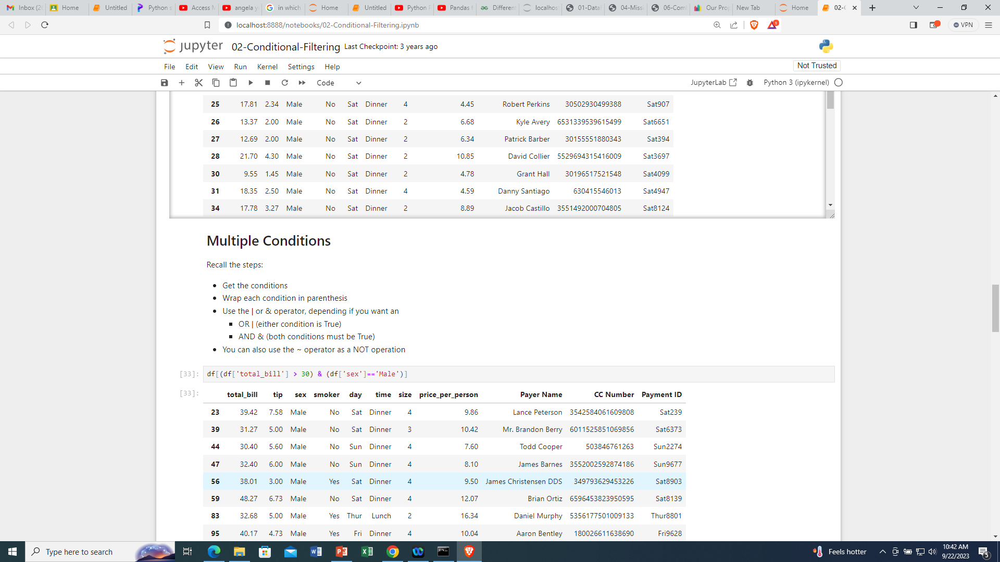 Inbox (2(
Home
Untitled
Python s
Access M
angela y
in which
Home
Untitled
Python F
Pandas f
Different
localhos
01-Data
04-Missi
06-Com
Our Prop
New Tab
Home
02-C
localhost:8888/notebooks/02-Conditional-Filtering.ipynb
1
VPN
jupyter 02-Conditional-Filtering Last Checkpoint: 3 years ago
File Edit View Run Kernel Settings Help
Not Trusted
Code
JupyterLab
Python 3 (ipykernel)
25 17.81 2.34 Male No Sat Dinner 4 4.45 Robert Perkins 30502930499388 Sat907
26 13.37 2.00 Male No Sat Dinner 2 6.68 Kyle Avery 6531339539615499 Sat6651
27 12.69 2.00 Male No Sat Dinner 2 6.34 Patrick Barber 30155551880343 Sat394
28 21.70 4.30 Male No Sat Dinner 2 10.85 David Collier 5529694315416009 Sat3697
30 9.55 1.45 Male No Sat Dinner 2 4.78 Grant Hall 30196517521548 Sat4099
31 18.35 2.50 Male No Sat Dinner 4 4.59 Danny Santiago 630415546013 Sat4947
34 17.78 3.27 Male No Sat Dinner 2 8.89 Jacob Castillo 3551492000704805 Sat8124
Multiple Conditions
Recall the steps:
• Get the conditions
• Wrap each condition in parenthesis
• Use the | or & operator, depending if you want an
▪ OR | (either condition is True)
▪ AND & (both conditions must be True)
• You can also use the ~ operator as a NOT operation
[33]: df[(df['total_bill'] > 30) & (df['sex']=='Male')]
[33]: total_bill tip sex smoker day time size price_per_person Payer Name CC Number Payment ID
23 39.42 7.58 Male No Sat Dinner 4 9.86 Lance Peterson 3542584061609808 Sat239
39 31.27 5.00 Male No Sat Dinner 3 10.42 Mr. Brandon Berry 6011525851069856 Sat6373
44 30.40 5.60 Male No Sun Dinner 4 7.60 Todd Cooper 503846761263 Sun2274
47 32.40 6.00 Male No Sun Dinner 4 8.10 James Barnes 3552002592874186 Sun9677
56 38.01 3.00 Male Yes Sat Dinner 4 9.50 James Christensen DDS 349793629453226 Sat8903
59 48.27 6.73 Male No Sat Dinner 4 12.07 Brian Ortiz 6596453823950595 Sat8139
83 32.68 5.00 Male Yes Thur Lunch 2 16.34 Daniel Murphy 5356177501009133 Thur8801
95 40.17 4.73 Male Yes Fri Dinner 4 10.04 Aaron Bentley 180026611638690 Fri9628
Type here to search
Feels hotter
10:42 AM
9/22/2023
5